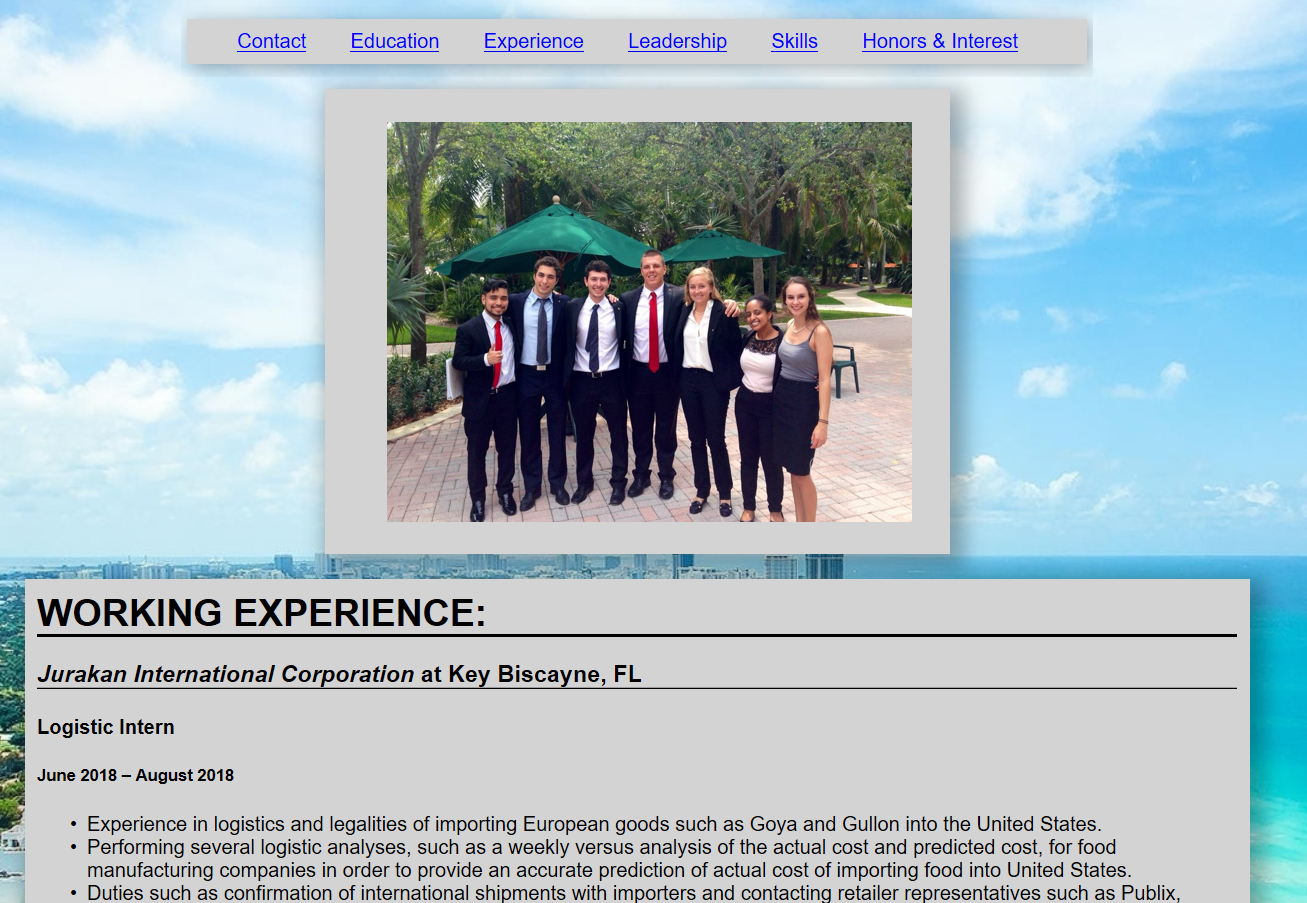 Contact Education Experience Leadership Skills Honors & Interest
WORKING EXPERIENCE:
Jurakan International Corporation at Key Biscayne, FL
Logistic Intern
June 2018 – August 2018
• Experience in logistics and legalities of importing European goods such as Goya and Gullon into the United States.
• Performing several logistic analyses, such as a weekly versus analysis of the actual cost and predicted cost, for food
manufacturing companies in order to provide an accurate prediction of actual cost of importing food into United States.
• Duties such as confirmation of international shipments with importers and contacting retailer representatives such as Publix,